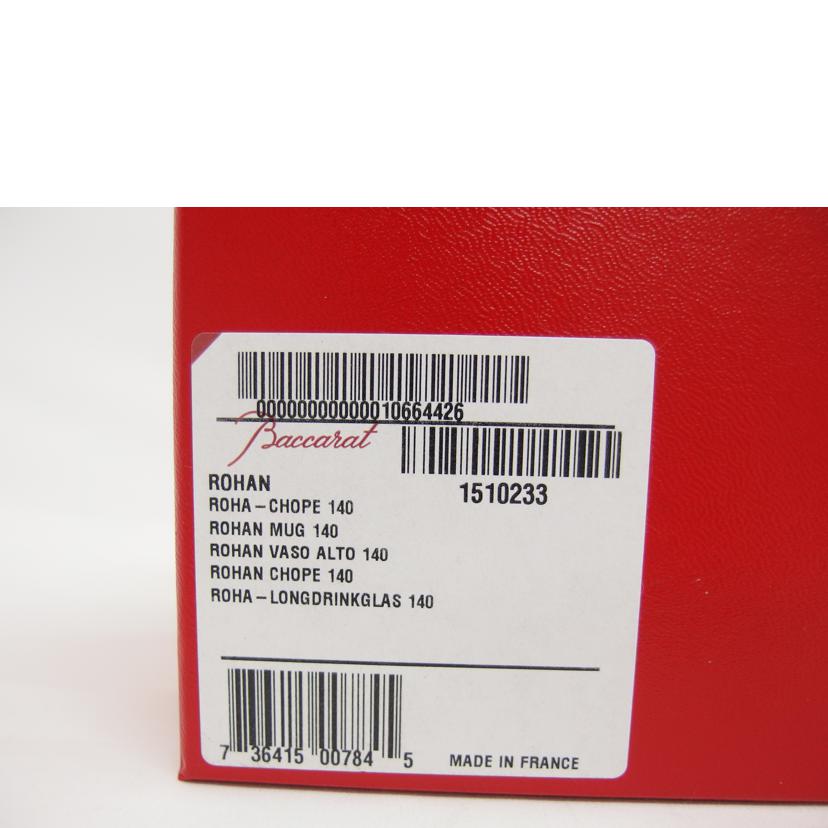 00000000000010664426
Baccarat
1510233
ROHAN
ROHA-CHOPE 140
ROHAN MUG 140
ROHAN VASO ALTO 140
ROHAN CHOPE 140
ROHA-LONGDRINKGLAS 140
7 36415 00784 5
MADE IN FRANCE